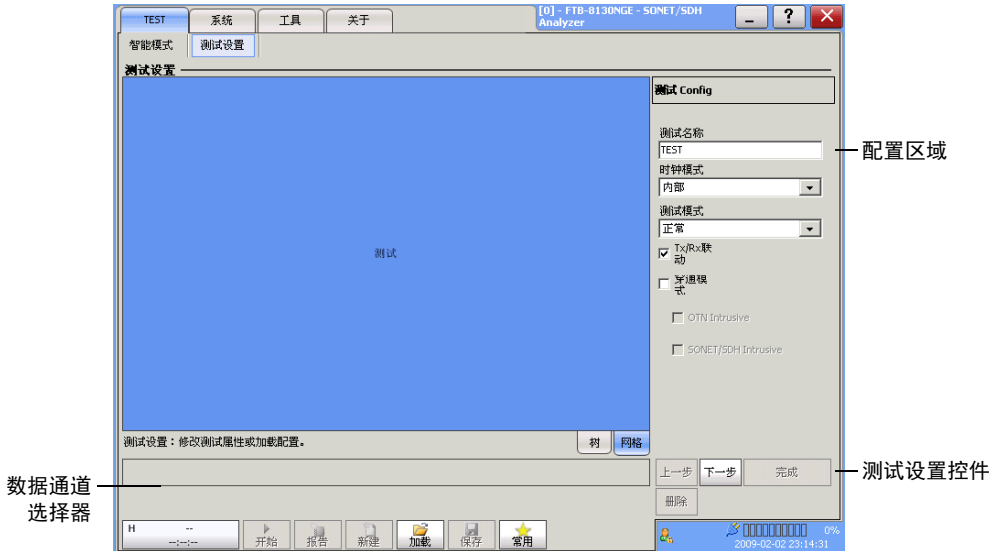 TEST
系统
工具
关于
[0] - FTB-8130NGE - SONET/SDH
Analyzer
?
智能模式
测试设置
测试设置
测试 Config
测试名称
TEST
时钟模式
内部
测试模式
正常
Tx/Rx联
动
穿通模
式
OTN Intrusive
SONET/SDH Intrusive
测试
测试设置：修改测试属性或加载配置。
树
网格
上一步
下一步
完成
删除
H --
--:--:--
开始
报告
新建
加载
保存
常用
0%
2009-02-02 23:14:31
配置区域
测试设置控件
数据通道
选择器